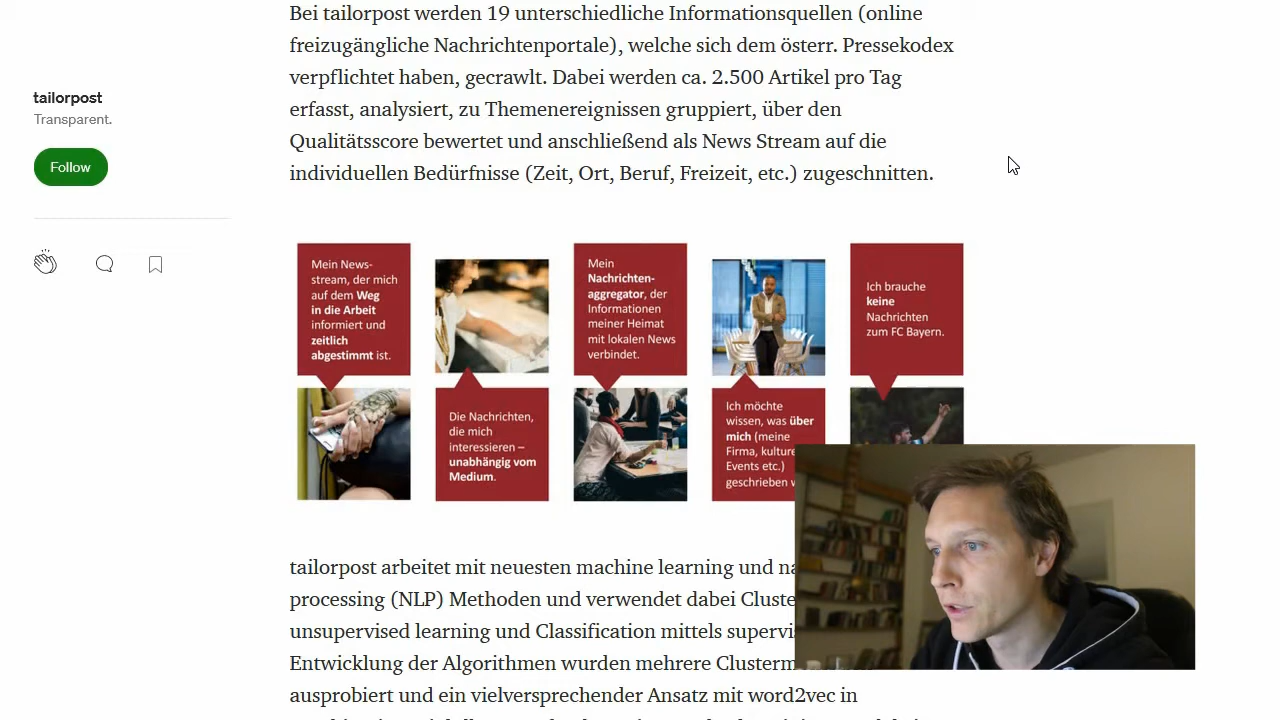 Bei tailorpost werden 19 unterschiedliche Informationsquellen (online
freizugängliche Nachrichtenportale), welche sich dem österr. Pressekodex
verpflichtet haben, gecrawlt. Dabei werden ca. 2.500 Artikel pro Tag
erfasst, analysiert, zu Themenereignissen gruppiert, über den
Qualitätsscore bewertet und anschließend als News Stream auf die
individuellen Bedürfnisse (Zeit, Ort, Beruf, Freizeit, etc.) zugeschnitten.
tailorpost
Transparent.
Follow
Mein News-
stream, der mich
auf dem Weg
in die Arbeit
informiert und
zeitlich
abgestimmt ist.
Die Nachrichten,
die mich
interessieren –
unabhängig vom
Medium.
Mein
Nachrichten-
aggregator, der
Informationen
meiner Heimat
mit lokalen News
verbindet.
Ich möchte
wissen, was über
mich (meine
Firma, kulture
Events etc.)
geschrieben
Ich brauche
keine
Nachrichten
zum FC Bayern.
tailorpost arbeitet mit neuesten machine learning und na
processing (NLP) Methoden und verwendet dabei Cluste
unsupervised learning und Classification mittels supervis
Entwicklung der Algorithmen wurden mehrere Clusterm
ausprobiert und ein vielversprechender Ansatz mit word2vec in